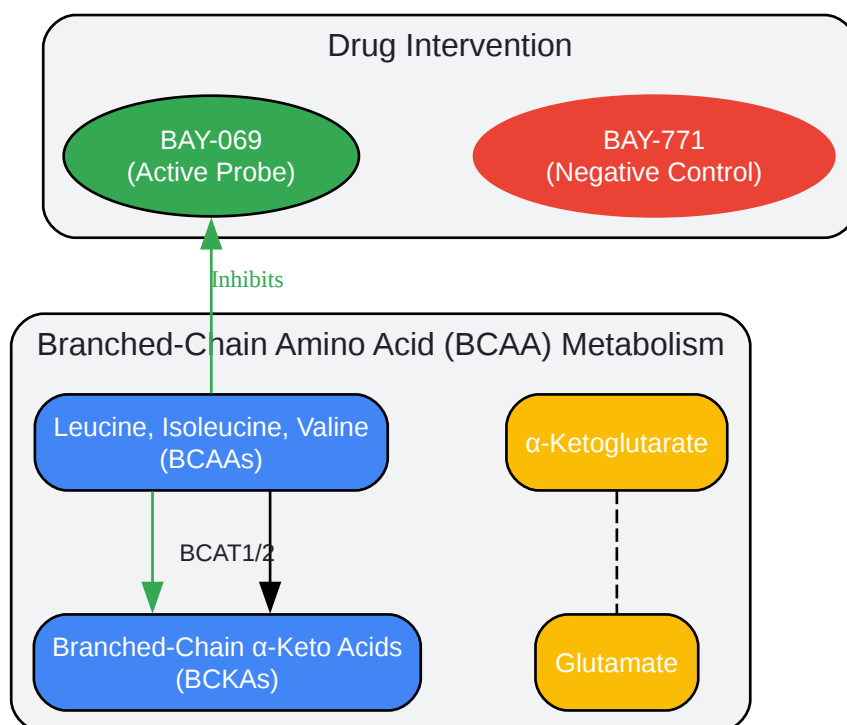 Drug Intervention
BAY-069
(Active Probe)
BAY-771
(Negative Control)
Inhibits
Branched-Chain Amino Acid (BCAA) Metabolism
Leucine, Isoleucine, Valine
(BCAAs)
α-Ketoglutarate
BCAT1/2
Branched-Chain α-Keto Acids
(BCKAs)
Glutamate